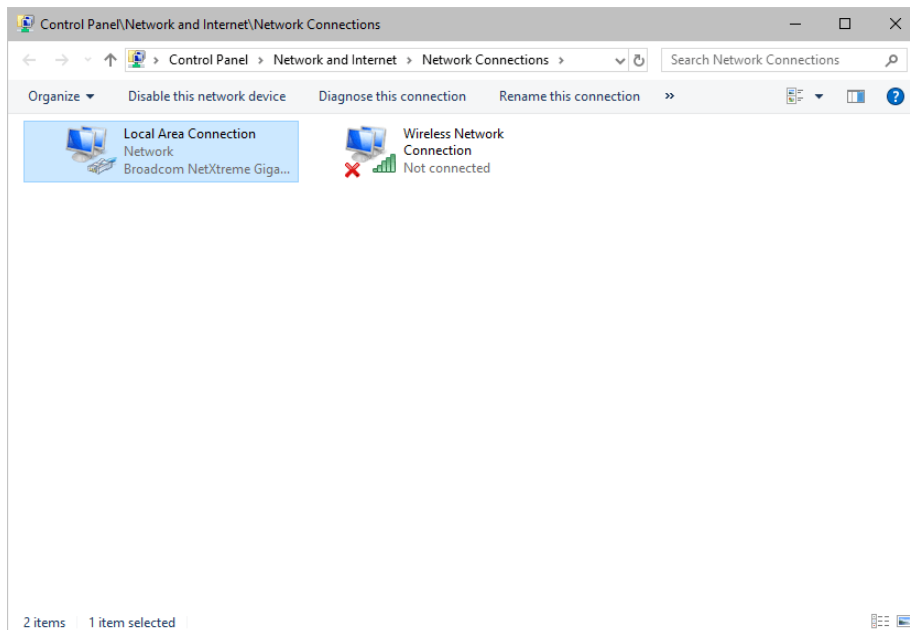 Control Panel\Network and Internet\Network Connections
Control Panel > Network and Internet > Network Connections >
Search Network Connections
Organize
Disable this network device
Diagnose this connection
Rename this connection
»
Local Area Connection
Network
Broadcom NetXtreme Giga...
Wireless Network
Connection
Not connected
2 items
1 item selected